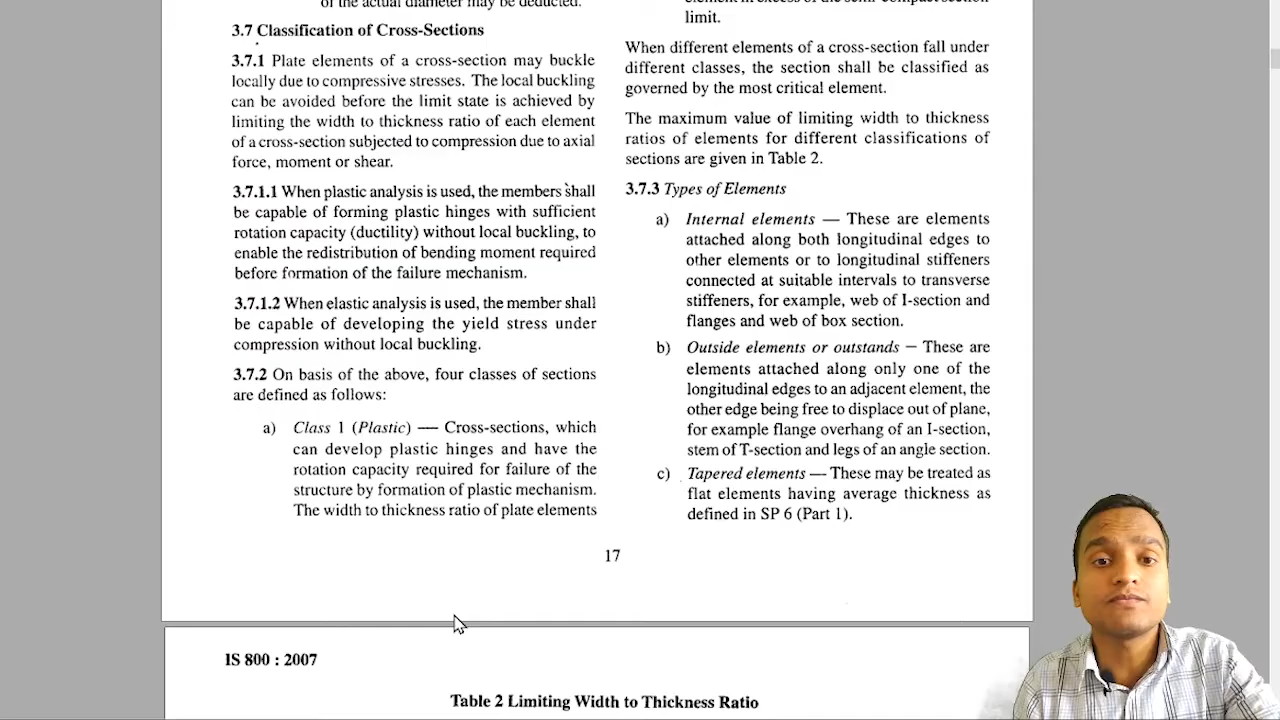 of the actual diameter may be deducted.
3.7 Classification of Cross-Sections
3.7.1 Plate elements of a cross-section may buckle
locally due to compressive stresses. The local buckling
can be avoided before the limit state is achieved by
limiting the width to thickness ratio of each element
of a cross-section subjected to compression due to axial
force, moment or shear.
3.7.1.1 When plastic analysis is used, the members shall
be capable of forming plastic hinges with sufficient
rotation capacity (ductility) without local buckling, to
enable the redistribution of bending moment required
before formation of the failure mechanism.
3.7.1.2 When elastic analysis is used, the member shall
be capable of developing the yield stress under
compression without local buckling.
3.7.2 On basis of the above, four classes of sections
are defined as follows:
a) Class 1 (Plastic) — Cross-sections, which
can develop plastic hinges and have the
rotation capacity required for failure of the
structure by formation of plastic mechanism.
The width to thickness ratio of plate elements
element in excess of the semi-compact section
limit.
When different elements of a cross-section fall under
different classes, the section shall be classified as
governed by the most critical element.
The maximum value of limiting width to thickness
ratios of elements for different classifications of
sections are given in Table 2.
3.7.3 Types of Elements
a) Internal elements — These are elements
attached along both longitudinal edges to
other elements or to longitudinal stiffeners
connected at suitable intervals to transverse
stiffeners, for example, web of I-section and
flanges and web of box section.
b) Outside elements or outstands — These are
elements attached along only one of the
longitudinal edges to an adjacent element, the
other edge being free to displace out of plane,
for example flange overhang of an I-section,
stem of T-section and legs of an angle section.
c) Tapered elements — These may be treated as
flat elements having average thickness as
defined in SP 6 (Part 1).
17
IS 800 : 2007
Table 2 Limiting Width to Thickness Ratio